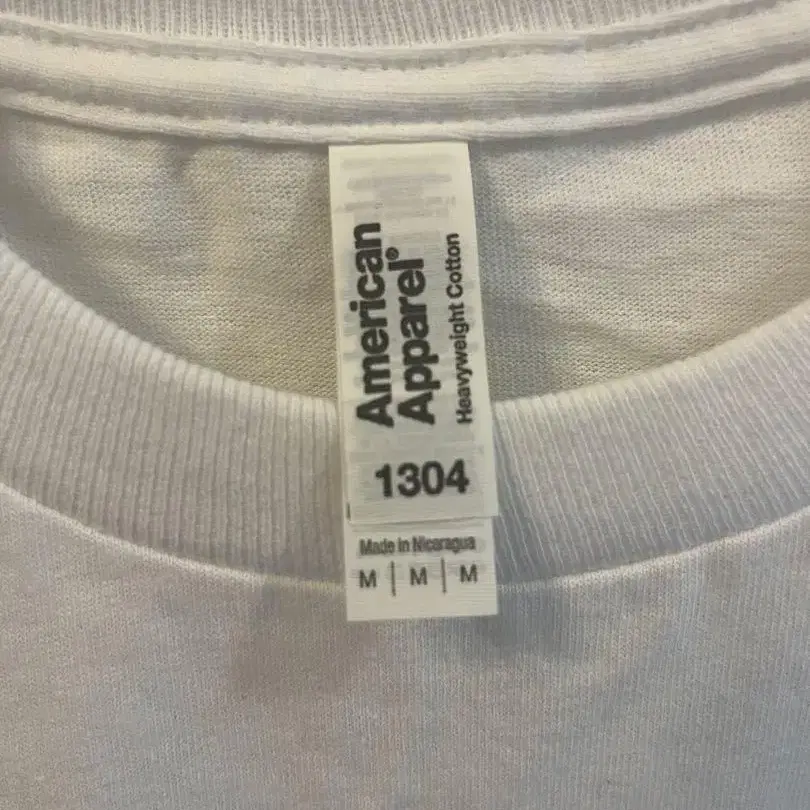 American
Apparel®
Heavyweight Cotton
1304
Made in Nicaragua
M | M | M